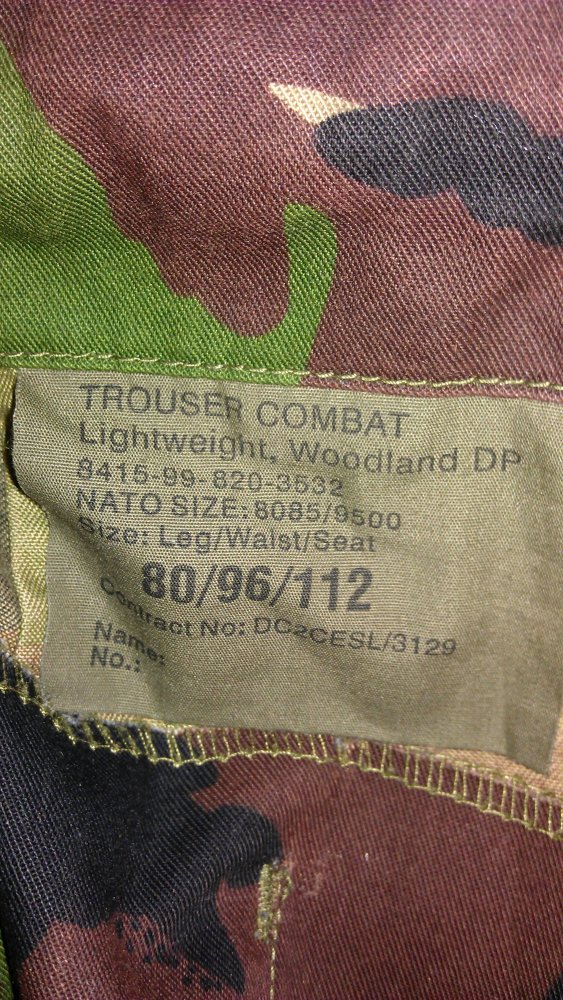 TROUSER COMBAT
Lightweight, Woodland DP
8415-99-820-3532
NATO SIZE: 8085/9500
Size: Leg/Waist/Seat
80/96/112
Contract No: DC2CESL/3129
Name:
No.: